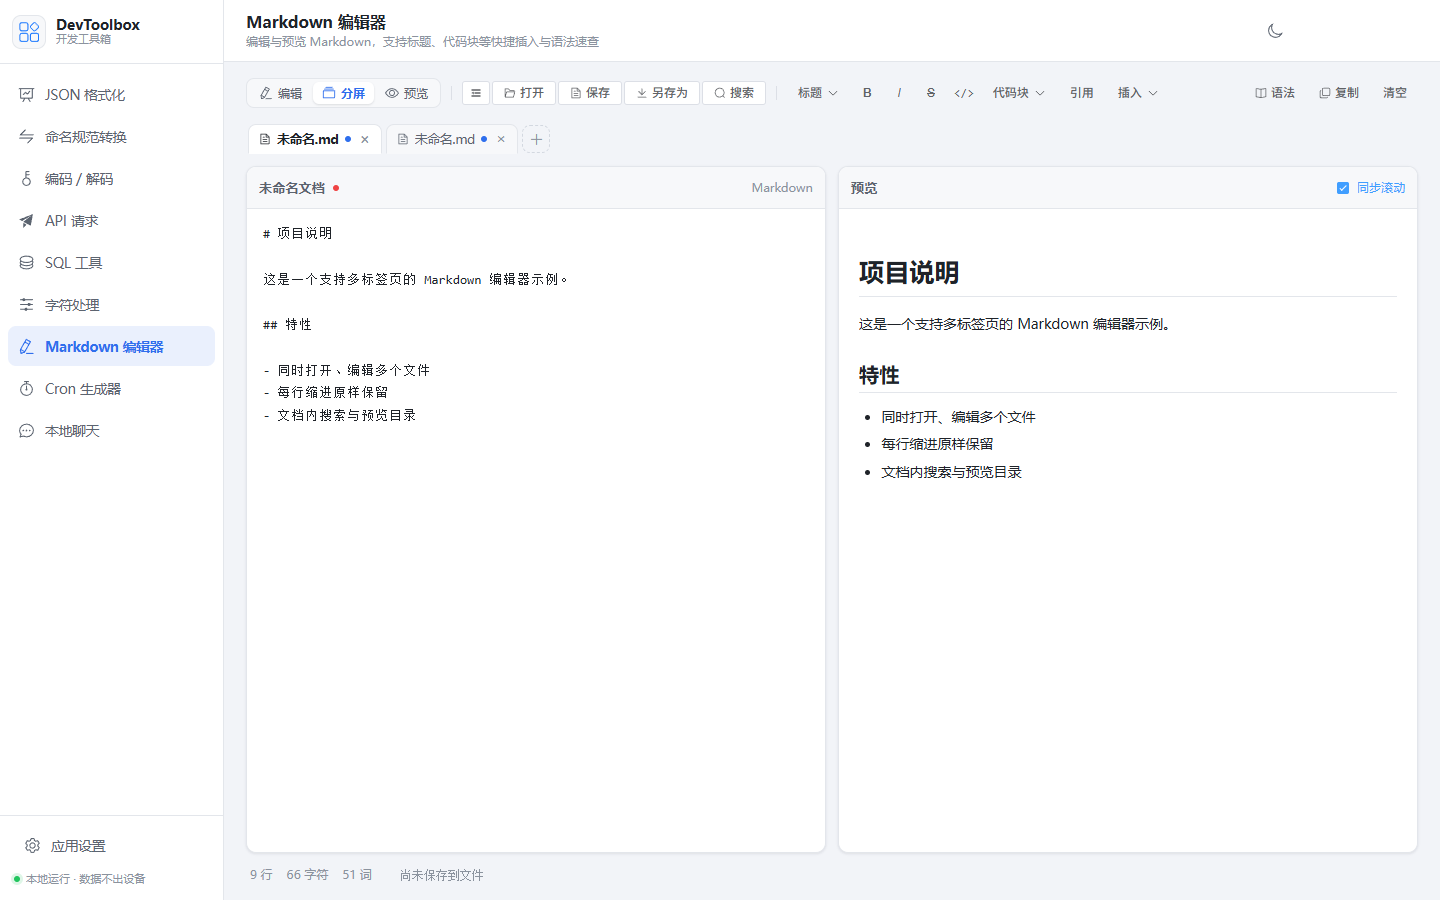 DevToolbox
开发工具箱
JSON 格式化
命名规范转换
编码 / 解码
API 请求
SQL 工具
字符处理
Markdown 编辑器
Cron 生成器
本地聊天
应用设置
本地运行 · 数据不出设备
Markdown 编辑器
编辑与预览 Markdown，支持标题、代码块等快捷插入与语法速查
编辑 分屏 预览 打开 保存 另存为 搜索 标题 B I S </> 代码块 引用 插入 语法 复制 清空
未命名.md 未命名.md
未命名文档 Markdown
# 项目说明
这是一个支持多标签页的 Markdown 编辑器示例。
## 特性
- 同时打开、编辑多个文件
- 每行缩进原样保留
- 文档内搜索与预览目录
预览 同步滚动
项目说明
这是一个支持多标签页的 Markdown 编辑器示例。
特性
• 同时打开、编辑多个文件
• 每行缩进原样保留
• 文档内搜索与预览目录
9 行 66 字符 51 词 尚未保存到文件